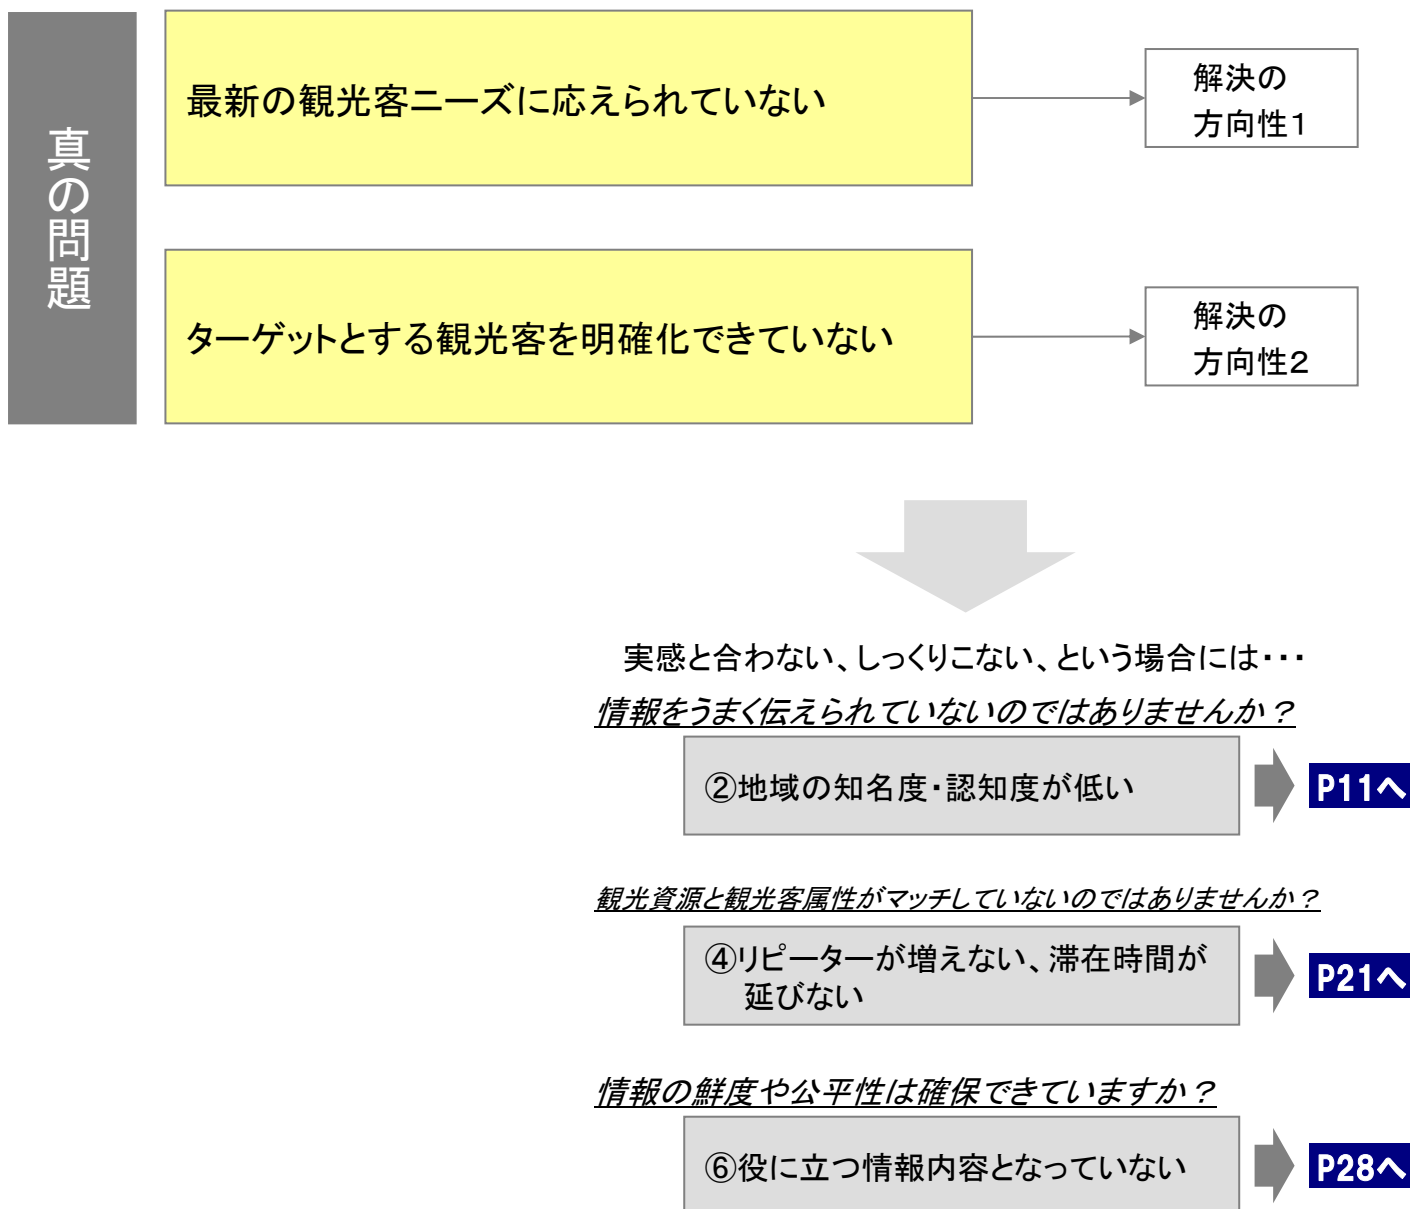 真の問題
最新の観光客ニーズに応えられていない
解決の
方向性1
ターゲットとする観光客を明確化できていない
解決の
方向性2
実感と合わない、しっくりこない、という場合には・・・
情報をうまく伝えられていないのではありませんか？
②地域の知名度・認知度が低い
P11へ
観光資源と観光客属性がマッチしていないのではありませんか？
④リピーターが増えない、滞在時間が
延びない
P21へ
情報の鮮度や公平性は確保できていますか？
⑥役に立つ情報内容となっていない
P28へ